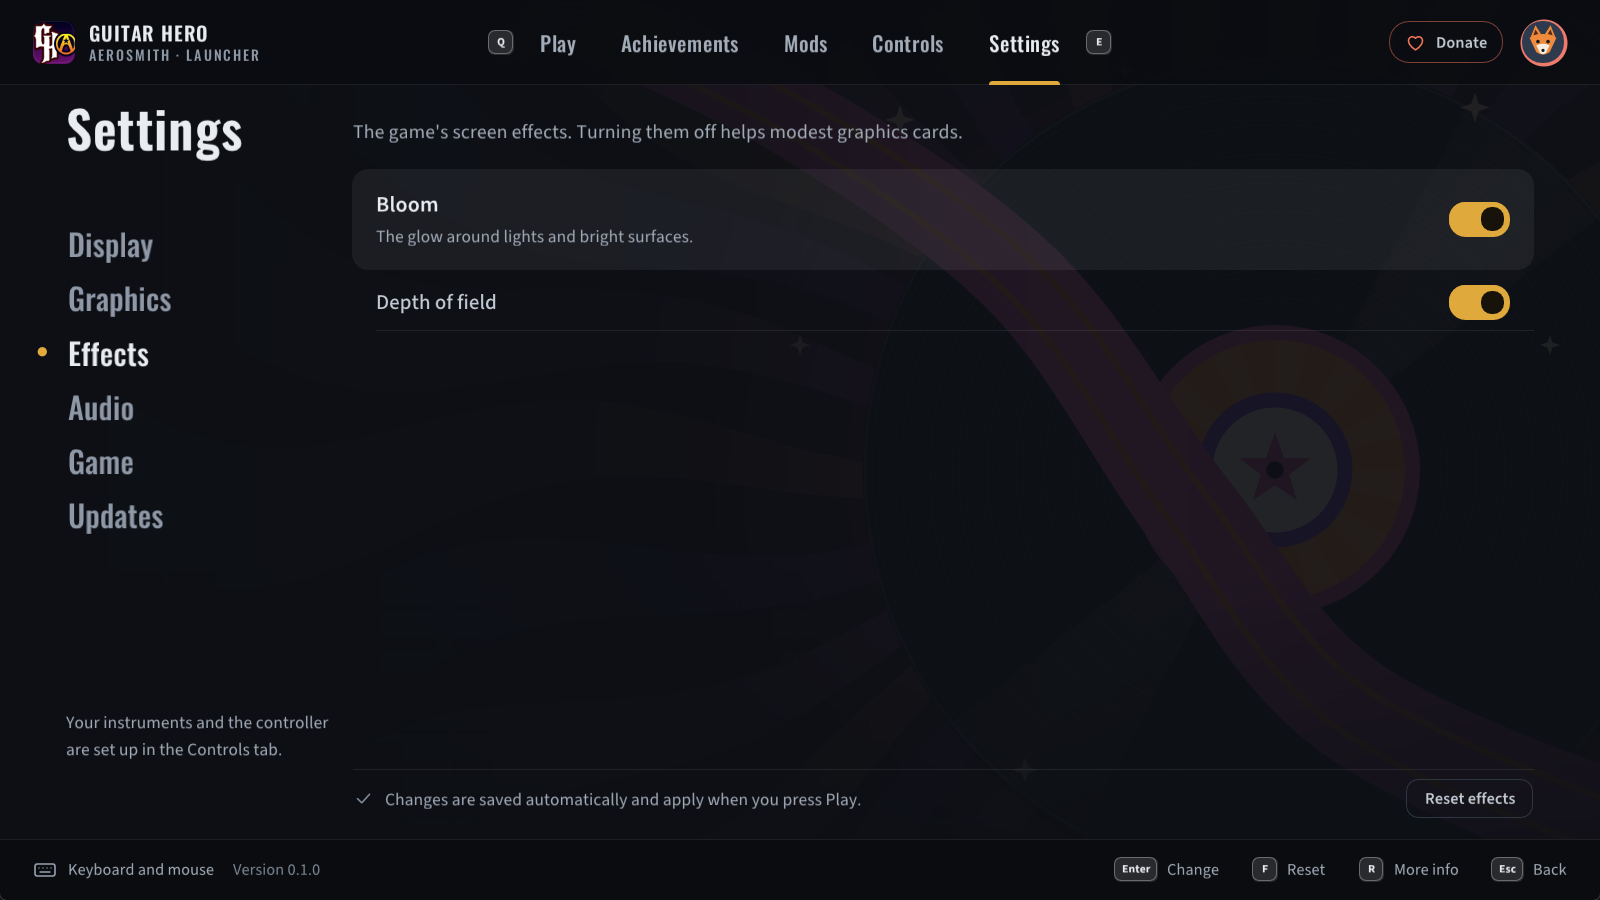 GUITAR HERO
AEROSMITH · LAUNCHER
Q
Play
Achievements
Mods
Controls
Settings
E
Donate
Settings
The game's screen effects. Turning them off helps modest graphics cards.
Bloom
The glow around lights and bright surfaces.
Depth of field
Display
Graphics
Effects
Audio
Game
Updates
Your instruments and the controller
are set up in the Controls tab.
Changes are saved automatically and apply when you press Play.
Reset effects
Keyboard and mouse
Version 0.1.0
Enter
Change
F
Reset
R
More info
Esc
Back